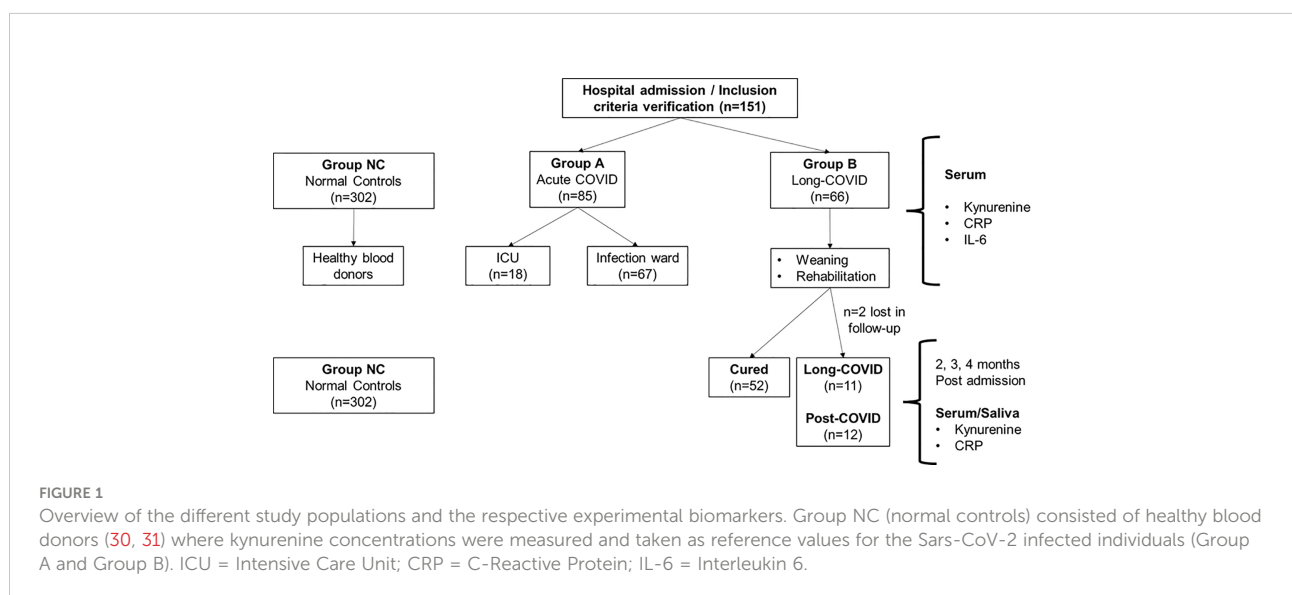 Hospital admission / Inclusion
criteria verification (n=151)
Group NC
Normal Controls
(n=302)
Group A
Acute COVID
(n=85)
Group B
Long-COVID
(n=66)
Serum
• Kynurenine
• CRP
• IL-6
Healthy blood
donors
ICU
(n=18)
Infection ward
(n=67)
• Weaning
• Rehabilitation
n=2 lost in
follow-up
Group NC
Normal Controls
(n=302)
Cured
(n=52)
Long-COVID
(n=11)
Post-COVID
(n=12)
2, 3, 4 months
Post admission
Serum/Saliva
• Kynurenine
• CRP
FIGURE 1
Overview of the different study populations and the respective experimental biomarkers. Group NC (normal controls) consisted of healthy blood
donors (30, 31) where kynurenine concentrations were measured and taken as reference values for the Sars-CoV-2 infected individuals (Group
A and Group B). ICU = Intensive Care Unit; CRP = C-Reactive Protein; IL-6 = Interleukin 6.